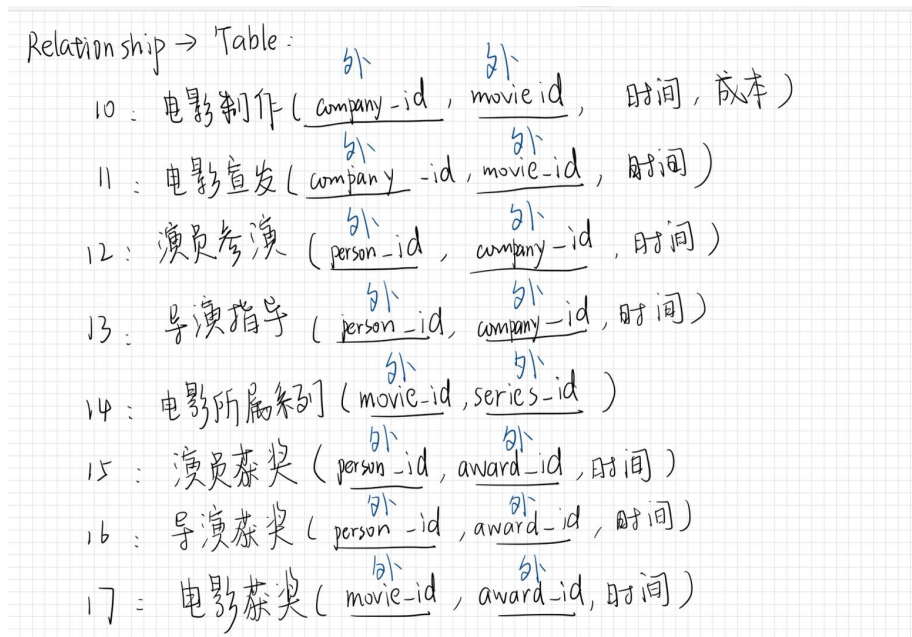 Relationship → Table:
外 外
10: 电影制作(company_id, movie id, 时间, 成本)
外 外
11: 电影宣发(company_id, movie_id, 时间)
外 外
12: 演员参演(person_id, company_id, 时间)
外 外
13: 导演指导(person_id, company_id, 时间)
外 外
14: 电影所属系列(movie_id, series_id)
外 外
15: 演员获奖(person_id, award_id, 时间)
外 外
16: 导演获奖(person_id, award_id, 时间)
外 外
17: 电影获奖(movie_id, award_id, 时间)